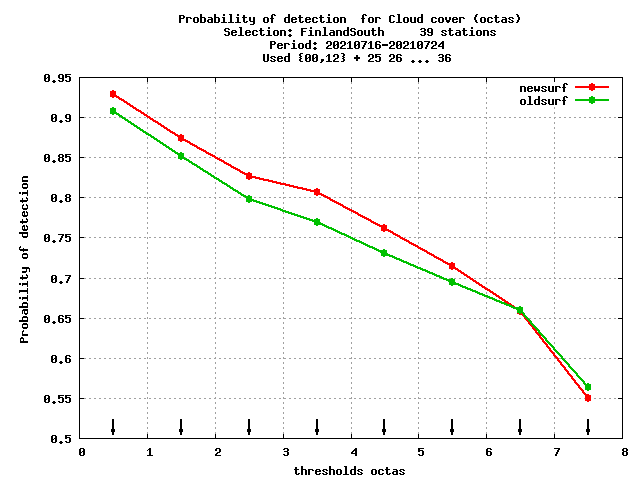 Probability of detection  for Cloud cover (octas)
Selection: FinlandSouth     39 stations
Period: 20210716-20210724
Used {00,12} + 25 26 ... 36
newsurf
oldsurf
0.95
0.9
0.85
0.8
0.75
0.7
0.65
0.6
0.55
0.5
Probability of detection
0 1 2 3 4 5 6 7 8
thresholds octas